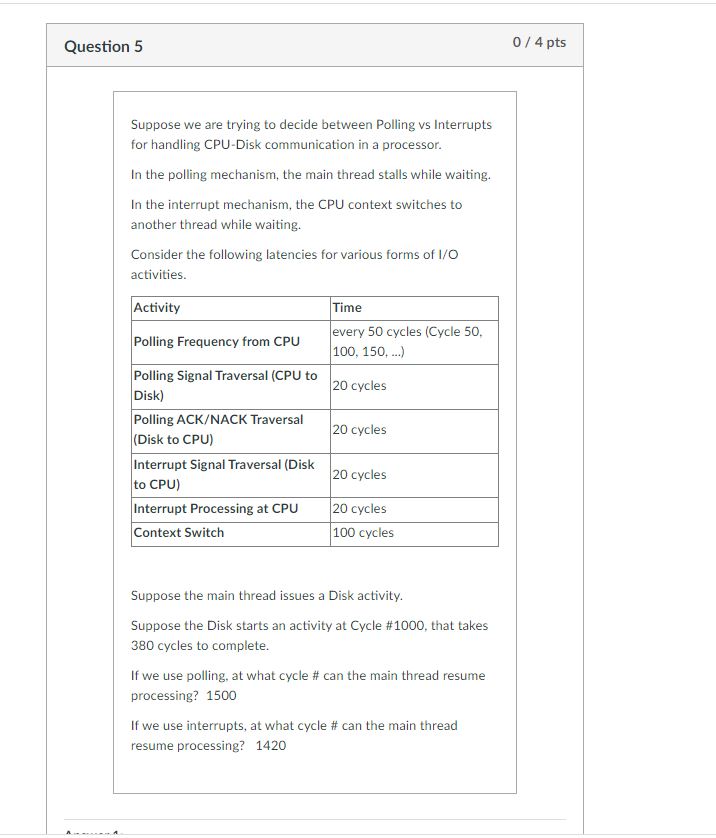 Question 5
0 / 4 pts
Suppose we are trying to decide between Polling vs Interrupts
for handling CPU-Disk communication in a processor.
In the polling mechanism, the main thread stalls while waiting.
In the interrupt mechanism, the CPU context switches to
another thread while waiting.
Consider the following latencies for various forms of I/O
activities.
Activity Time
Polling Frequency from CPU every 50 cycles (Cycle 50,
100, 150, ...)
Polling Signal Traversal (CPU to
Disk) 20 cycles
Polling ACK/NACK Traversal
(Disk to CPU) 20 cycles
Interrupt Signal Traversal (Disk
to CPU) 20 cycles
Interrupt Processing at CPU 20 cycles
Context Switch 100 cycles
Suppose the main thread issues a Disk activity.
Suppose the Disk starts an activity at Cycle #1000, that takes
380 cycles to complete.
If we use polling, at what cycle # can the main thread resume
processing? 1500
If we use interrupts, at what cycle # can the main thread
resume processing? 1420